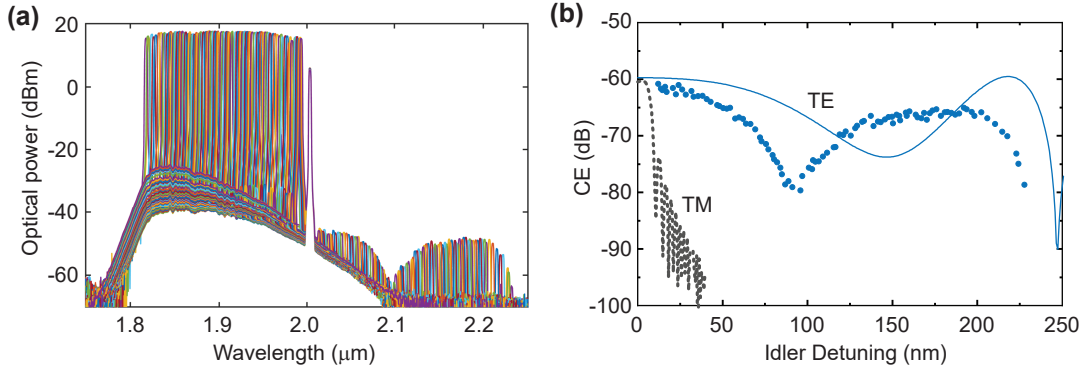 (a)
20
0
-20
-40
-60
Optical power (dBm)
1.8
1.9
2.0
2.1
2.2
Wavelength (μm)
(b)
-50
-60
-70
-80
-90
-100
CE (dB)
TE
TM
0
50
100
150
200
250
Idler Detuning (nm)